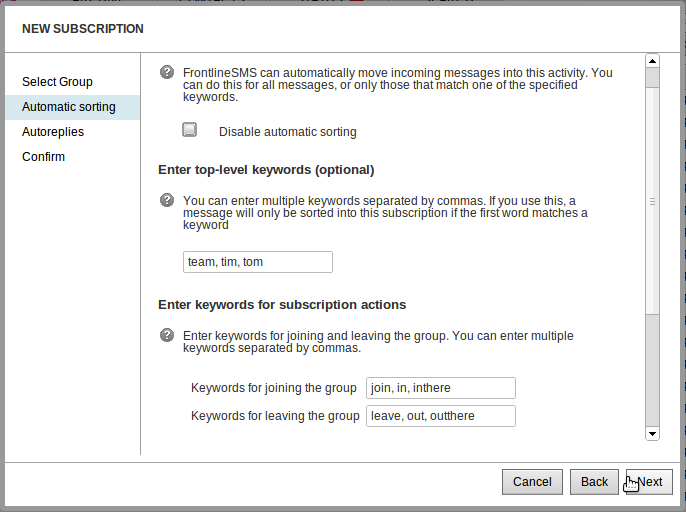 NEW SUBSCRIPTION
Select Group
Automatic sorting
Autoreplies
Confirm
FrontlineSMS can automatically move incoming messages into this activity. You
can do this for all messages, or only those that match one of the specified
keywords.
Disable automatic sorting
Enter top-level keywords (optional)
You can enter multiple keywords separated by commas. If you use this, a
message will only be sorted into this subscription if the first word matches a
keyword
team, tim, tom
Enter keywords for subscription actions
Enter keywords for joining and leaving the group. You can enter multiple
keywords separated by commas.
Keywords for joining the group join, in, inthere
Keywords for leaving the group leave, out, outthere
Cancel Back Next